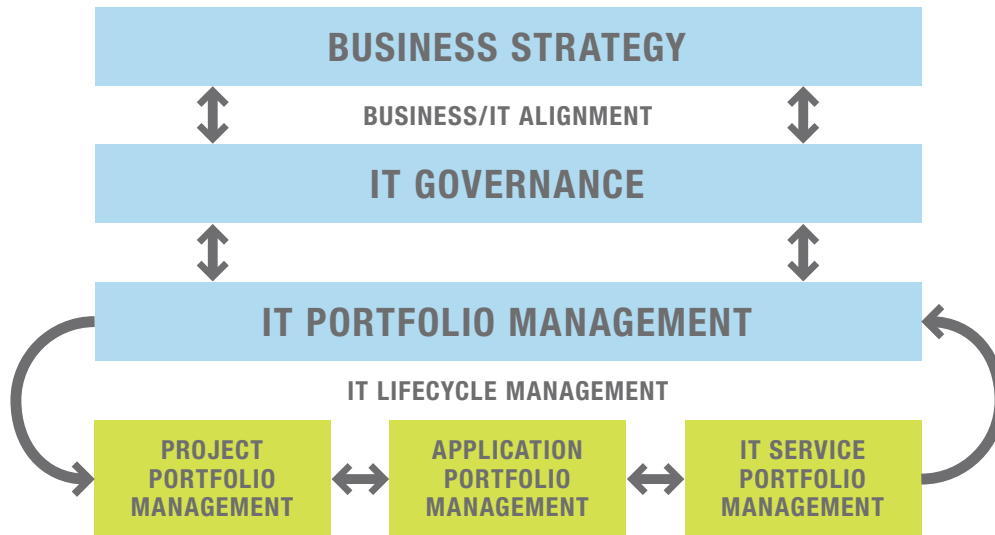 BUSINESS STRATEGY
BUSINESS/IT ALIGNMENT
IT GOVERNANCE
IT PORTFOLIO MANAGEMENT
IT LIFECYCLE MANAGEMENT
PROJECT
PORTFOLIO
MANAGEMENT
APPLICATION
PORTFOLIO
MANAGEMENT
IT SERVICE
PORTFOLIO
MANAGEMENT